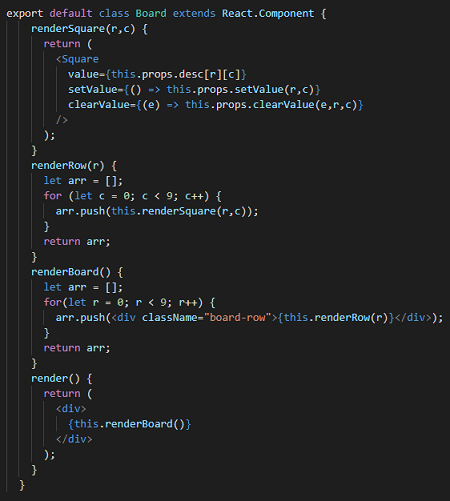 export default class Board extends React.Component {
    renderSquare(r,c) {
      return (
        <Square
          value={this.props.desc[r][c]}
          setValue={() => this.props.setValue(r,c)}
          clearValue={(e) => this.props.clearValue(e,r,c)}
        />
      );
    }
    renderRow(r) {
      let arr = [];
      for (let c = 0; c < 9; c++) {
        arr.push(this.renderSquare(r,c));
      }
      return arr;
    }
    renderBoard() {
      let arr = [];
      for(let r = 0; r < 9; r++) {
        arr.push(<div className="board-row">{this.renderRow(r)}</div>);
      }
      return arr;
    }
    render() {
      return (
        <div>
          {this.renderBoard()}
        </div>
      );
    }
  }